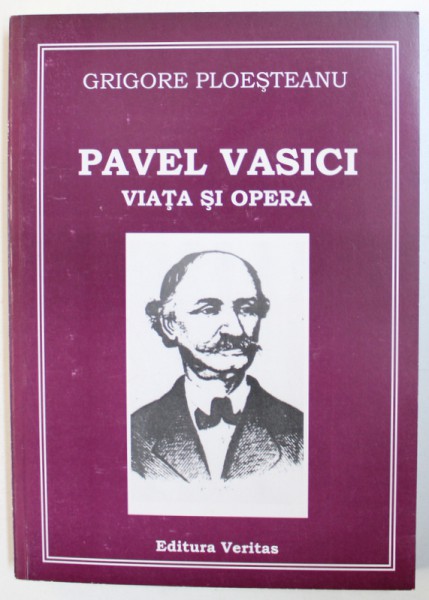 GRIGORE PLOEŞTEANU
PAVEL VASICI
VIAŢA ŞI OPERA
Editura Veritas